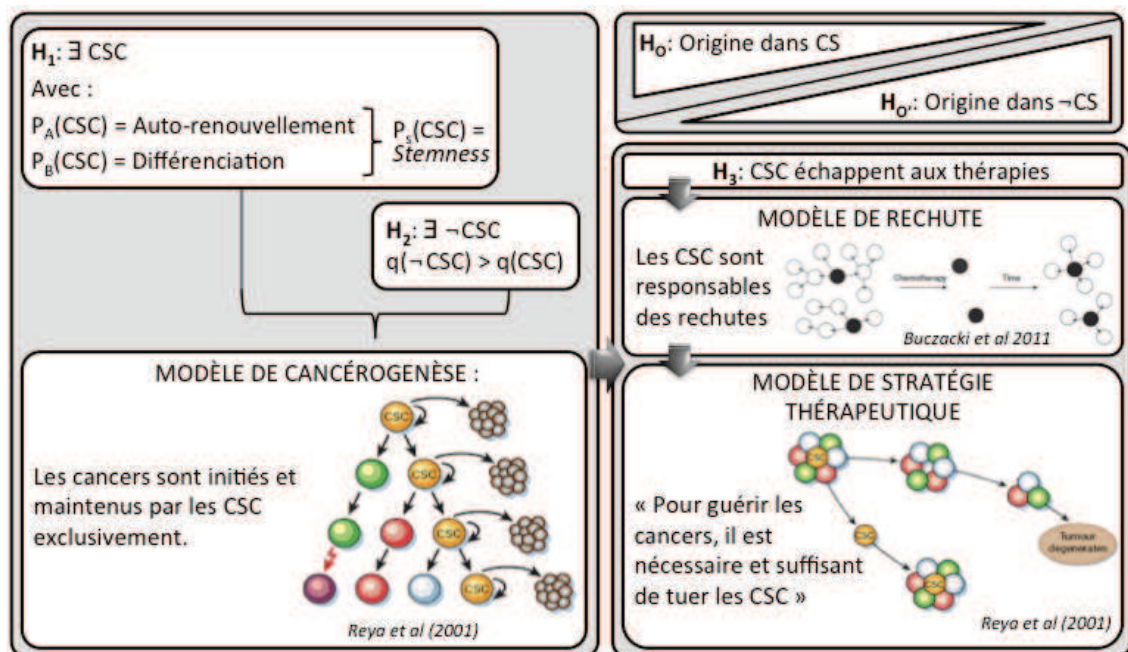 H₁: ∃ CSC
Avec :
P_A(CSC) = Auto-renouvellement
P_B(CSC) = Différenciation
P_s(CSC) =
Stemness
H₂: ∃ ¬CSC
q(¬CSC) > q(CSC)
MODÈLE DE CANCÉROGENÈSE :
Les cancers sont initiés et
maintenus par les CSC
exclusivement.
CSC
CSC
CSC
CSC
Reya et al (2001)
H_O: Origine dans CS
H_O': Origine dans ¬CS
H₃: CSC échappent aux thérapies
MODÈLE DE RECHUTE
Les CSC sont
responsables
des rechutes
Chemotherapy
Time
Buczacki et al 2011
MODÈLE DE STRATÉGIE
THÉRAPEUTIQUE
« Pour guérir les
cancers, il est
nécessaire et suffisant
de tuer les CSC »
CSC
CSC
CSC
Tumour
degenerates
Reya et al (2001)